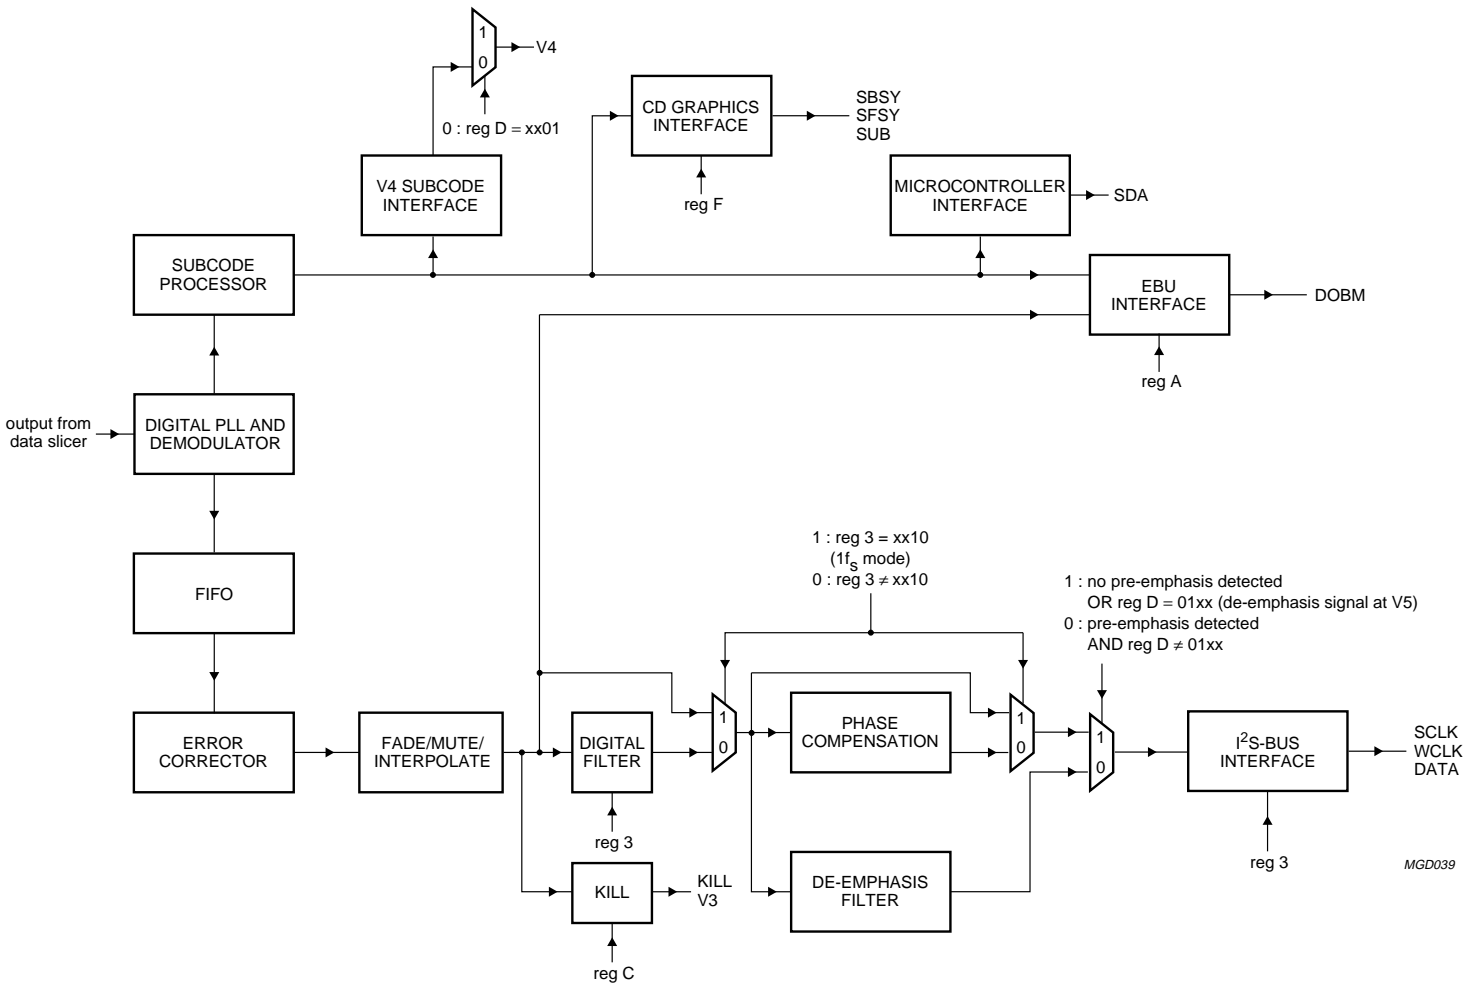 1
0
V4
0 : reg D = xx01
V4 SUBCODE
INTERFACE
CD GRAPHICS
INTERFACE
SBSY
SFSY
SUB
reg F
MICROCONTROLLER
INTERFACE
SDA
SUBCODE
PROCESSOR
EBU
INTERFACE
DOBM
reg A
output from
data slicer
DIGITAL PLL AND
DEMODULATOR
FIFO
1 : reg 3 = xx10
(1fs mode)
0 : reg 3 ≠ xx10
1 : no pre-emphasis detected
OR reg D = 01xx (de-emphasis signal at V5)
0 : pre-emphasis detected
AND reg D ≠ 01xx
ERROR
CORRECTOR
FADE/MUTE/
INTERPOLATE
DIGITAL
FILTER
reg 3
1
0
PHASE
COMPENSATION
1
0
1
0
I²S-BUS
INTERFACE
reg 3
SCLK
WCLK
DATA
KILL
KILL
V3
reg C
DE-EMPHASIS
FILTER
MGD039